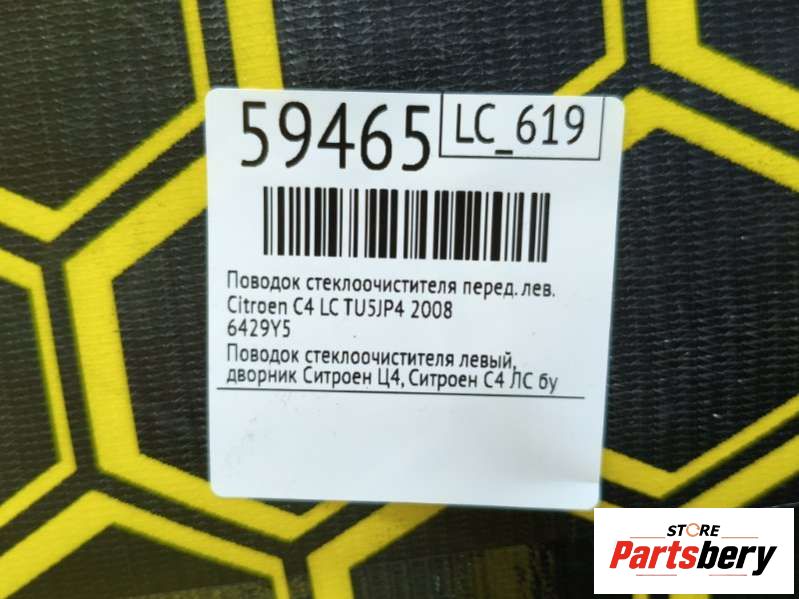 59465
LC_619
Поводок стеклоочистителя перед. лев.
Citroen C4 LC TU5JP4 2008
6429Y5
Поводок стеклоочистителя левый,
дворник Ситроен Ц4, Ситроен С4 ЛС бу
STORE
Partsbery